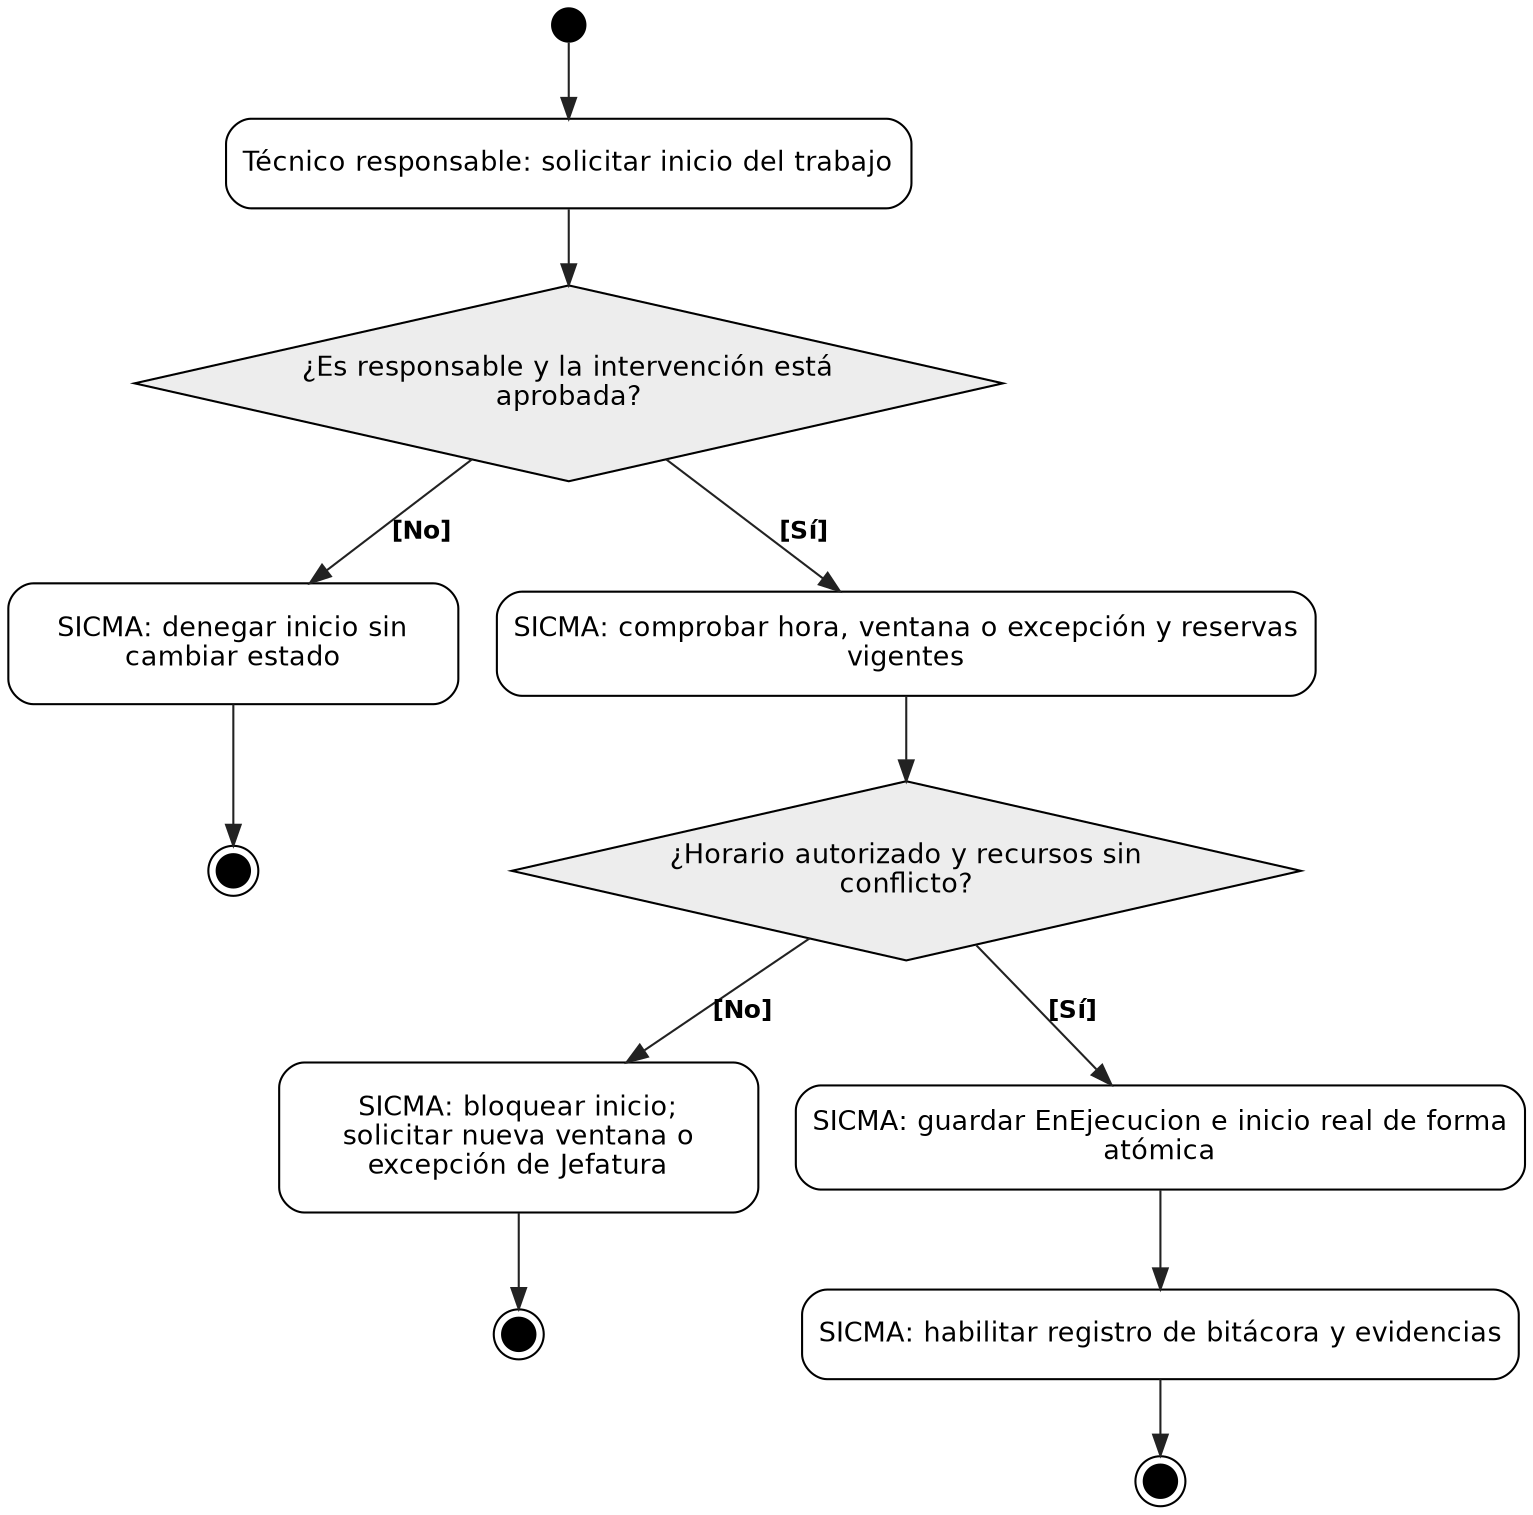 Técnico responsable: solicitar inicio del trabajo
¿Es responsable y la intervención está
aprobada?
[No]
[Sí]
SICMA: denegar inicio sin
cambiar estado
SICMA: comprobar hora, ventana o excepción y reservas
vigentes
¿Horario autorizado y recursos sin
conflicto?
[No]
[Sí]
SICMA: bloquear inicio;
solicitar nueva ventana o
excepción de Jefatura
SICMA: guardar EnEjecucion e inicio real de forma
atómica
SICMA: habilitar registro de bitácora y evidencias